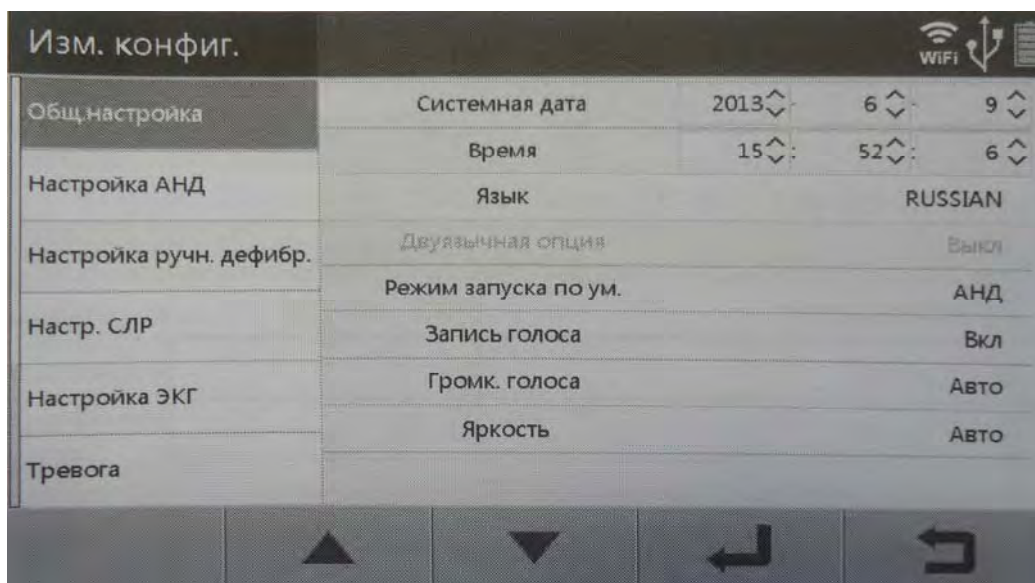 Изм. конфиг.
WiFi
Общ.настройка
Настройка АНД
Настройка ручн. дефибр.
Настр. СЛР
Настройка ЭКГ
Тревога
Системная дата 2013 - 6 - 9
Время 15 : 52 : 6
Язык RUSSIAN
Двуязычная опция Выкл
Режим запуска по ум. АНД
Запись голоса Вкл
Громк. голоса Авто
Яркость Авто